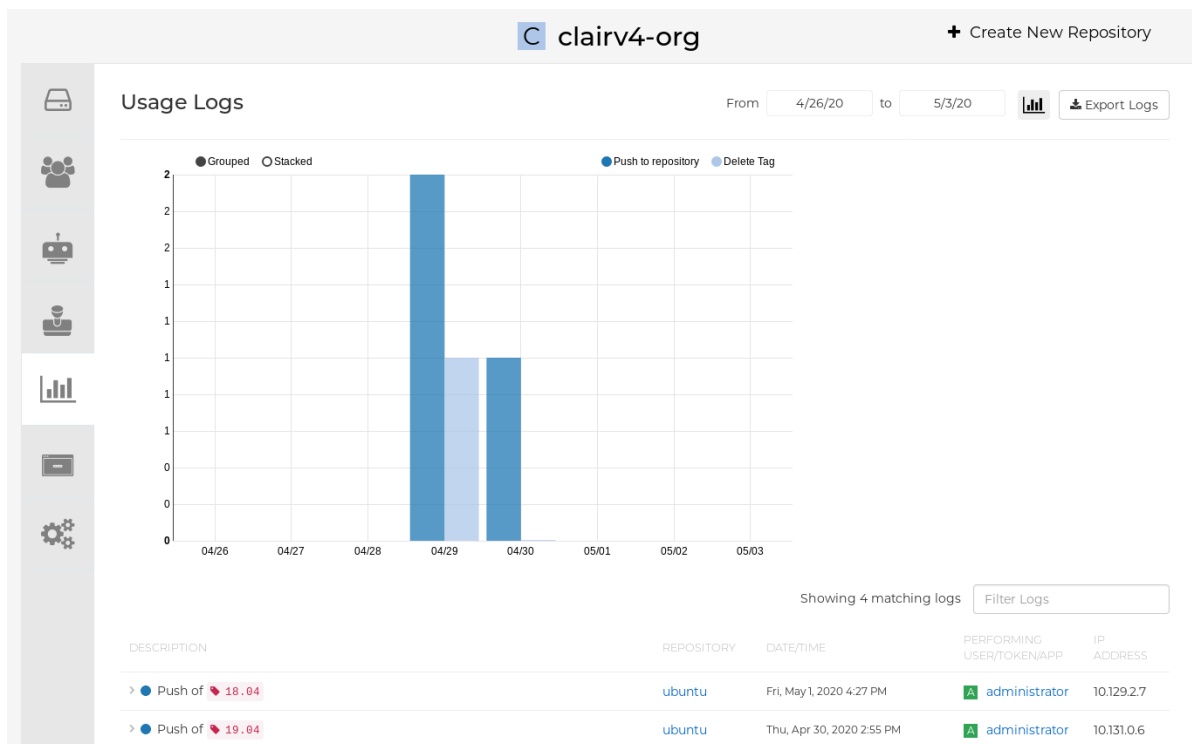 C clairv4-org
+ Create New Repository
Usage Logs
From 4/26/20 to 5/3/20
Export Logs
Grouped Stacked
Push to repository Delete Tag
2
2
2
1
1
1
1
1
0
0
0
04/26 04/27 04/28 04/29 04/30 05/01 05/02 05/03
Showing 4 matching logs Filter Logs
DESCRIPTION REPOSITORY DATE/TIME PERFORMING USER/TOKEN/APP IP ADDRESS
Push of 18.04 ubuntu Fri, May 1, 2020 4:27 PM A administrator 10.129.2.7
Push of 19.04 ubuntu Thu, Apr 30, 2020 2:55 PM A administrator 10.131.0.6